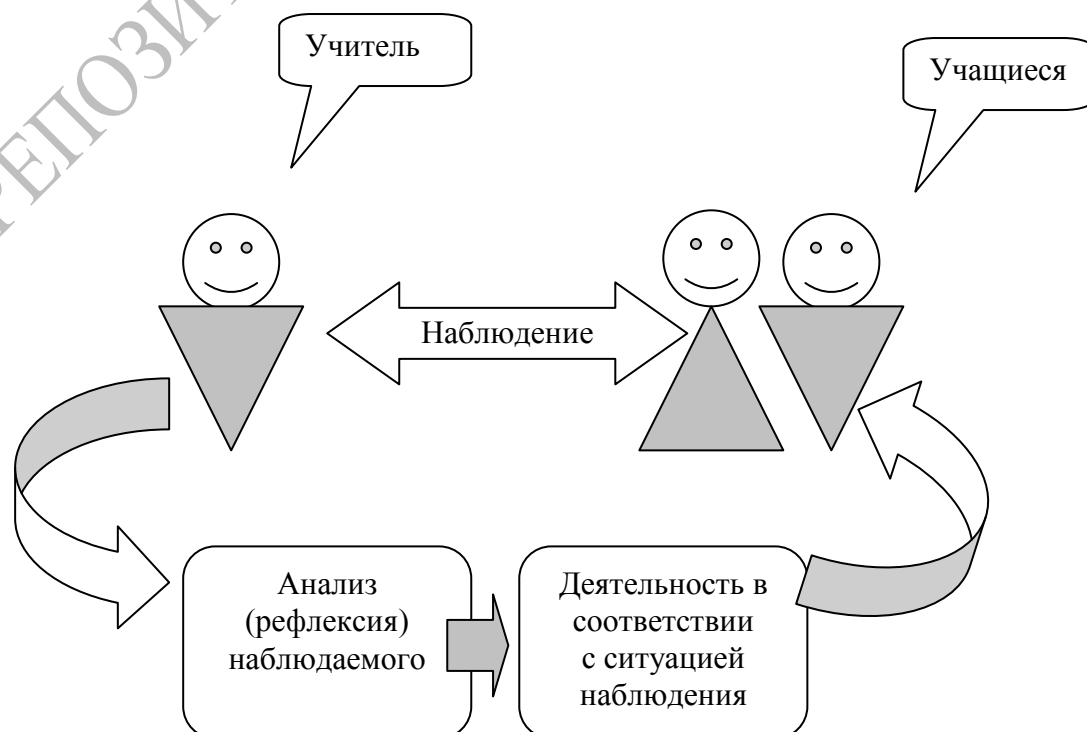 Учитель
Учащиеся
Наблюдение
Анализ
(рефлексия)
наблюдаемого
Деятельность в
соответствии
с ситуацией
наблюдения